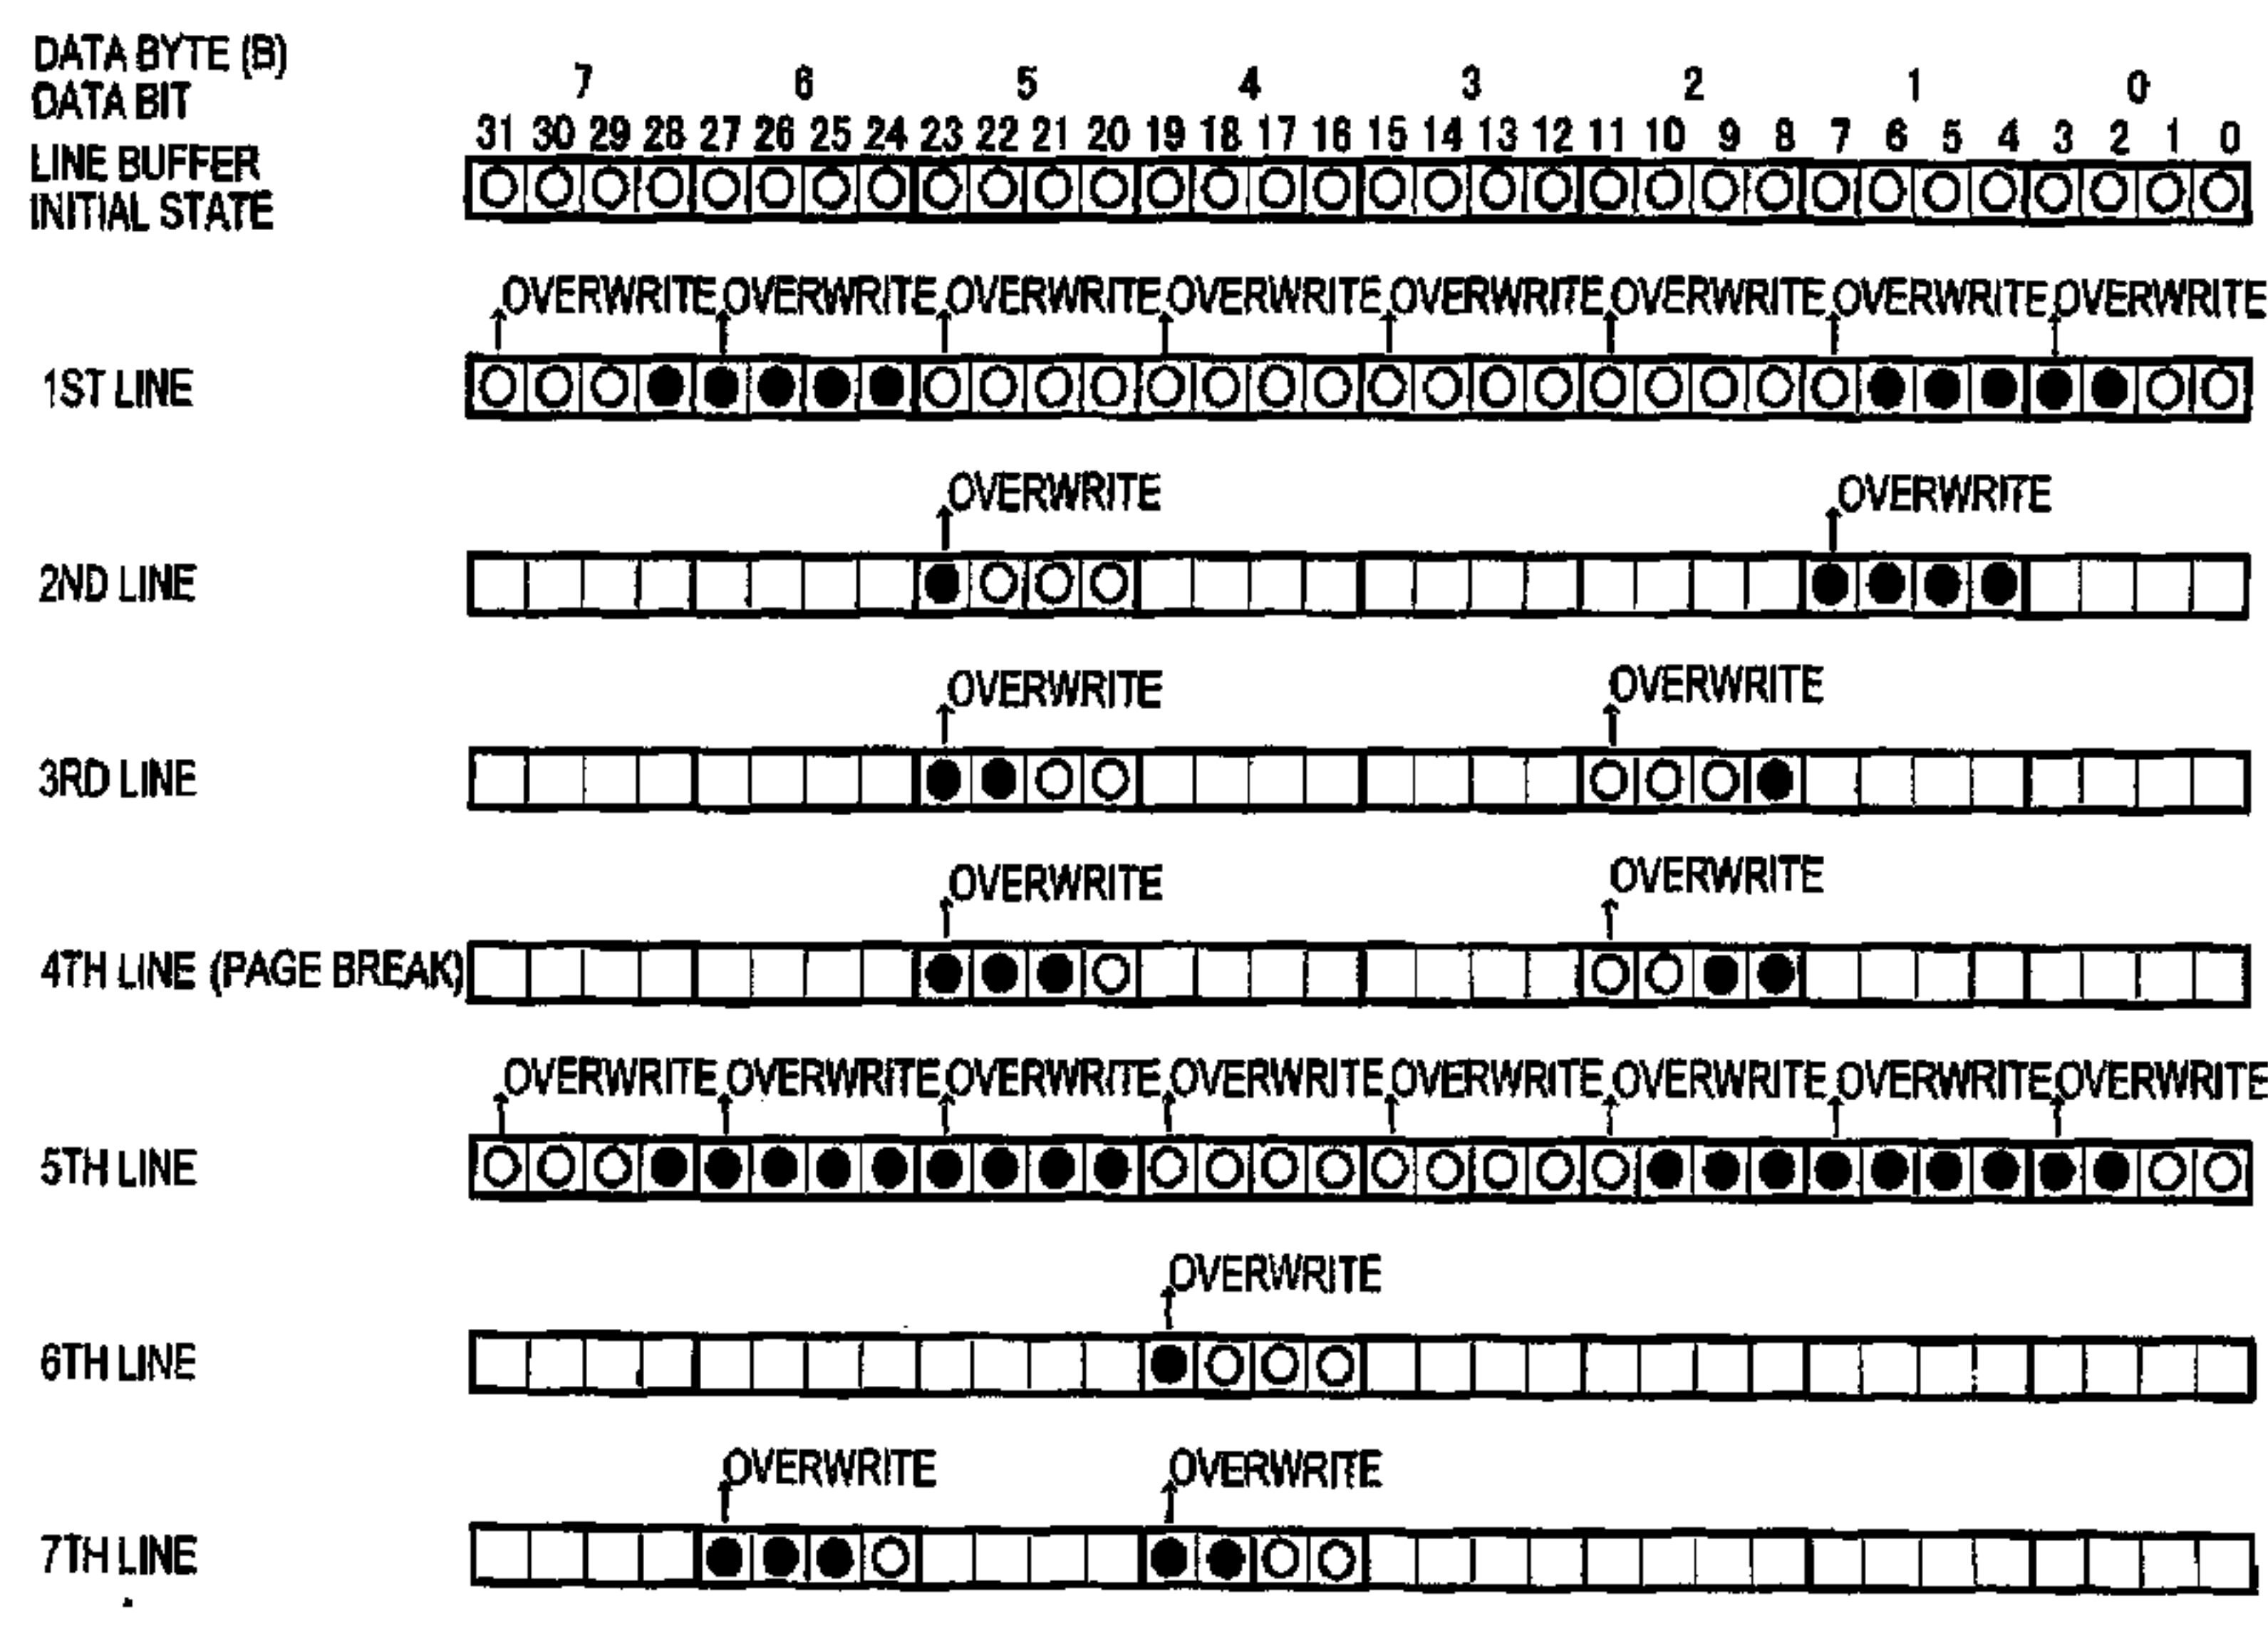 DATA BYTE (B)
7 6 5 4 3 2 1 0
DATA BIT
31 30 29 28 27 26 25 24 23 22 21 20 19 18 17 16 15 14 13 12 11 10 9 8 7 6 5 4 3 2 1 0
LINE BUFFER
INITIAL STATE
OVERWRITE OVERWRITE OVERWRITE OVERWRITE OVERWRITE OVERWRITE OVERWRITE OVERWRITE
1ST LINE
OVERWRITE OVERWRITE
2ND LINE
OVERWRITE OVERWRITE
3RD LINE
OVERWRITE OVERWRITE
4TH LINE (PAGE BREAK)
OVERWRITE OVERWRITE OVERWRITE OVERWRITE OVERWRITE OVERWRITE OVERWRITE OVERWRITE
5TH LINE
OVERWRITE
6TH LINE
OVERWRITE OVERWRITE
7TH LINE